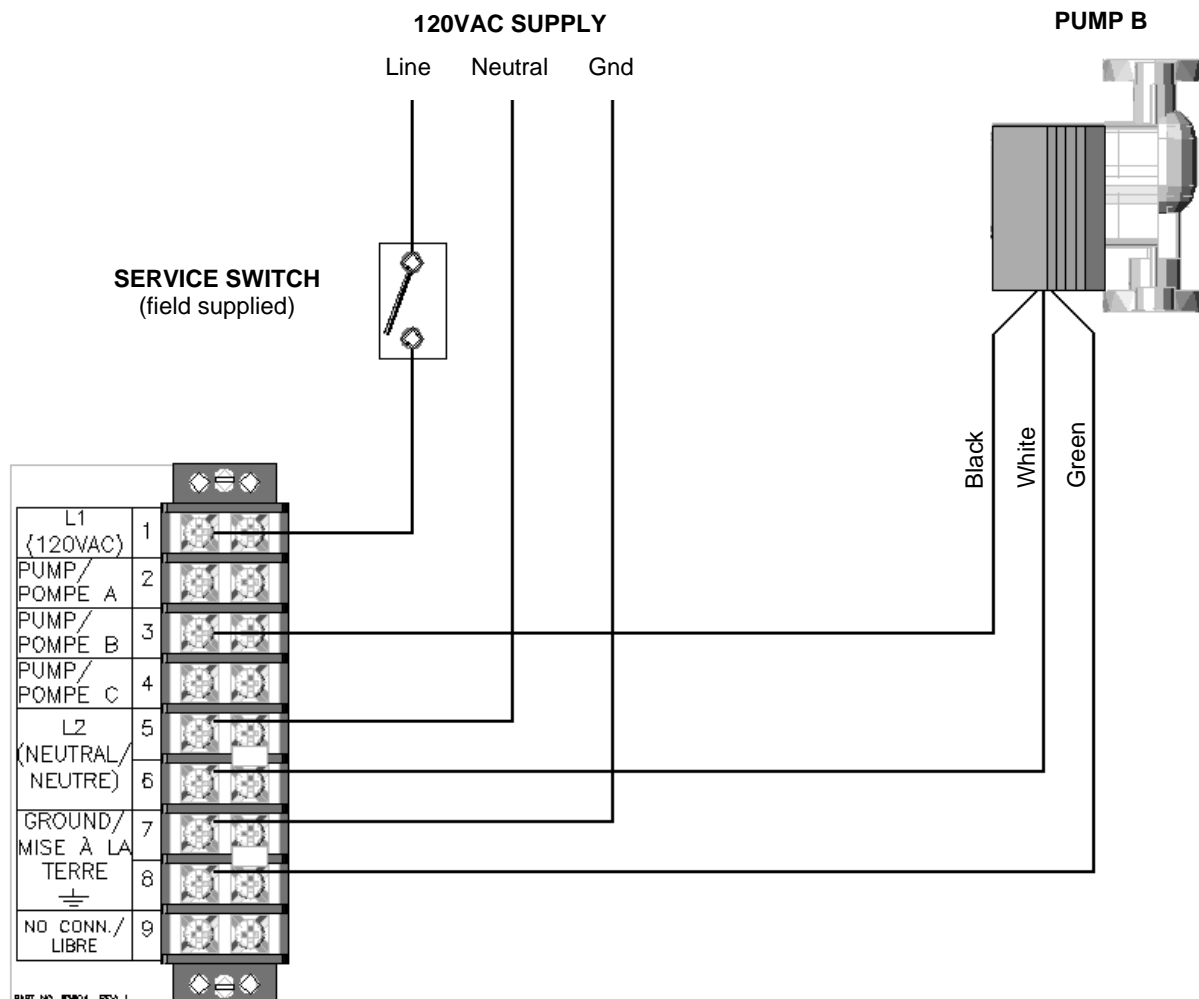 120VAC SUPPLY
PUMP B
Line Neutral Gnd
SERVICE SWITCH
(field supplied)
Black
White
Green
L1
(120VAC) 1
PUMP/
POMPE A 2
PUMP/
POMPE B 3
PUMP/
POMPE C 4
L2 5
(NEUTRAL/
NEUTRE) 6
GROUND/ 7
MISE À LA
TERRE 8
NO CONN./ 9
LIBRE
PART NO.